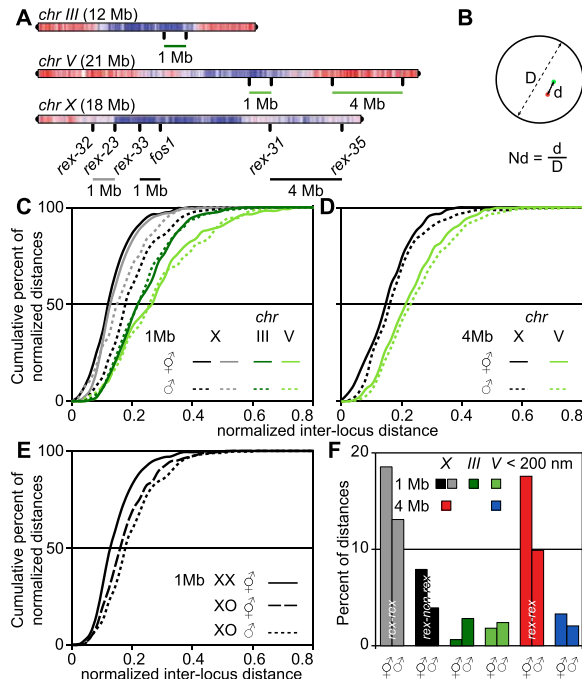 A
chr III (12 Mb)
1 Mb
chr V (21 Mb)
1 Mb 4 Mb
chr X (18 Mb)
rex-32 rex-23 rex-33 fos1 rex-31 rex-35
1 Mb 1 Mb 4 Mb
B
D
d
Nd = d/D
C
Cumulative percent of normalized distances
100
50
0
0 0.2 0.4 0.6 0.8
chr
1Mb X III V
⚥
♂
D
100
50
0
0 0.2 0.4 0.6 0.8
chr
4Mb X V
⚥
♂
normalized inter-locus distance
E
Cumulative percent of normalized distances
100
50
0
0 0.2 0.4 0.6 0.8
1Mb XX ⚥
XO ⚥
XO ♂
normalized inter-locus distance
F
Percent of distances
20
10
0
X III V < 200 nm
1 Mb
4 Mb
rex-rex
rex-non-rex
rex-rex
⚥♂ ⚥♂ ⚥♂ ⚥♂ ⚥♂ ⚥♂